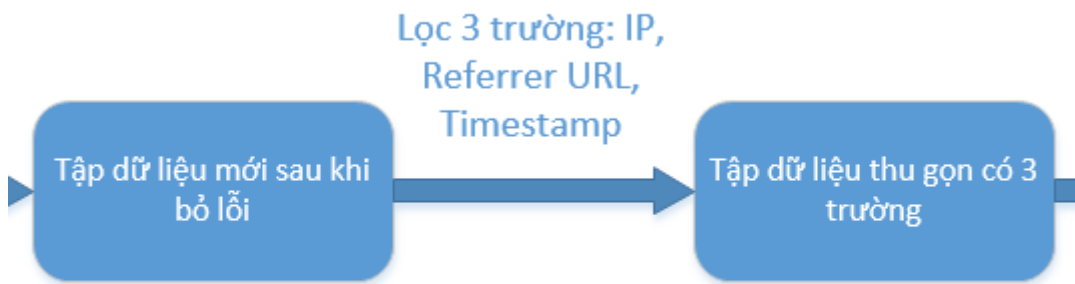 Lọc 3 trường: IP,
Referrer URL,
Timestamp
Tập dữ liệu mới sau khi
bỏ lỗi
Tập dữ liệu thu gọn có 3
trường